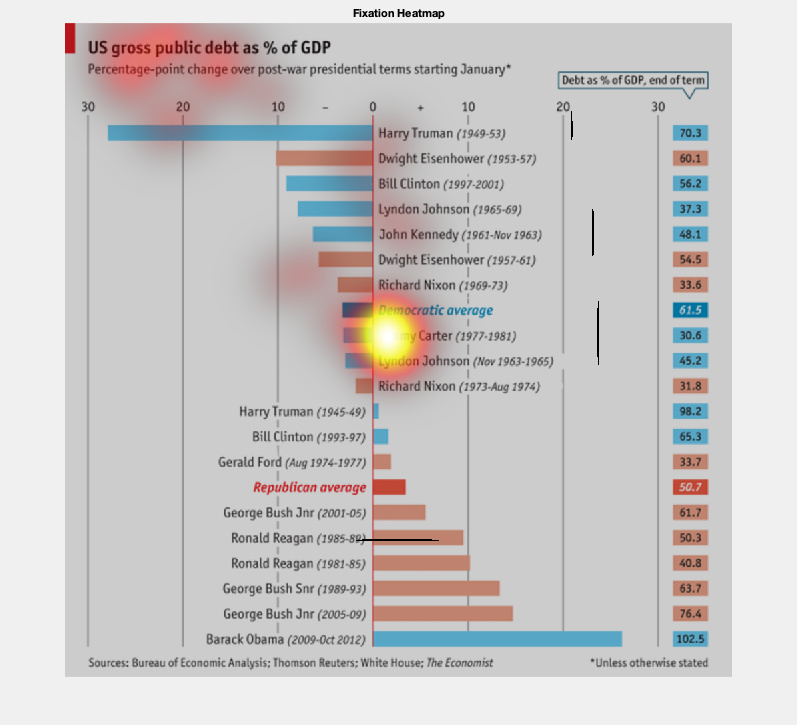 Fixation Heatmap
US gross public debt as % of GDP
Percentage-point change over post-war presidential terms starting January*
Debt as % of GDP, end of term
30 20 10 – 0 + 10 20 30
Harry Truman (1949-53) 70.3
Dwight Eisenhower (1953-57) 60.1
Bill Clinton (1997-2001) 56.2
Lyndon Johnson (1965-69) 37.3
John Kennedy (1961-Nov 1963) 48.1
Dwight Eisenhower (1957-61) 54.5
Richard Nixon (1969-73) 33.6
Democratic average 61.5
Carter (1977-1981) 30.6
Lyndon Johnson (Nov 1963-1965) 45.2
Richard Nixon (1973-Aug 1974) 31.8
Harry Truman (1945-49) 98.2
Bill Clinton (1993-97) 65.3
Gerald Ford (Aug 1974-1977) 33.7
Republican average 50.7
George Bush Jnr (2001-05) 61.7
Ronald Reagan (1985-89) 50.3
Ronald Reagan (1981-85) 40.8
George Bush Snr (1989-93) 63.7
George Bush Jnr (2005-09) 76.4
Barack Obama (2009-Oct 2012) 102.5
Sources: Bureau of Economic Analysis; Thomson Reuters; White House; The Economist *Unless otherwise stated